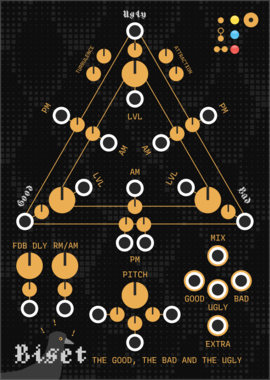 Ugly
TURBULENCE
ATTRACTION
LVL
PM
PM
AM
AM
LVL
AM
LVL
Good
Bad
PM
FDB DLY RM/AM
PITCH
MIX
GOOD
BAD
UGLY
EXTRA
Biset
THE GOOD, THE BAD AND THE UGLY